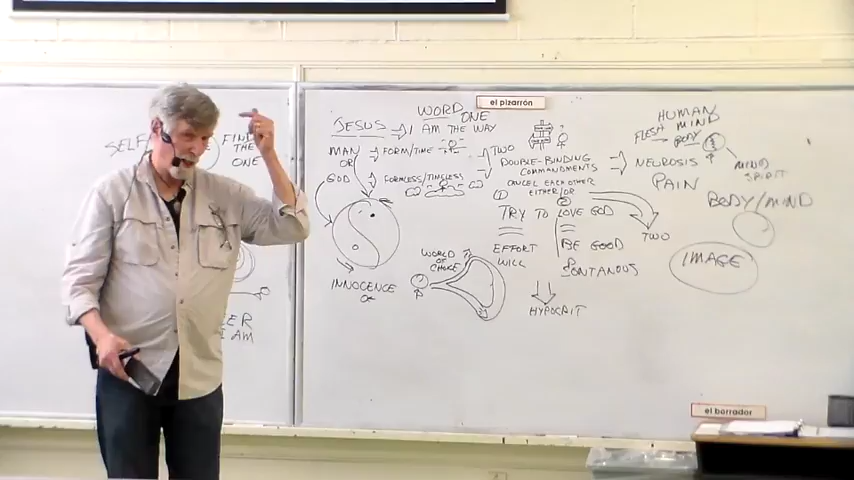 SELF
FIND
THE
ONE
I AM
JESUS
WORD
ONE
I AM THE WAY
el pizarrón
MAN
OR
GOD
FORM/TIME
FORMLESS/TIMELESS
TWO
DOUBLE-BINDING
COMMANDMENTS
CANCEL EACH OTHER
EITHER/OR
TRY TO LOVE GOD
EFFORT
WILL
BE GOOD
SPONTANOUS
HYPOCRIT
TWO
INNOCENCE
WORLD
OF
CHOICE
HUMAN
MIND
FLESH
BODY
NEUROSIS
PAIN
MIND
SPIRIT
BODY/MIND
IMAGE
el borrador